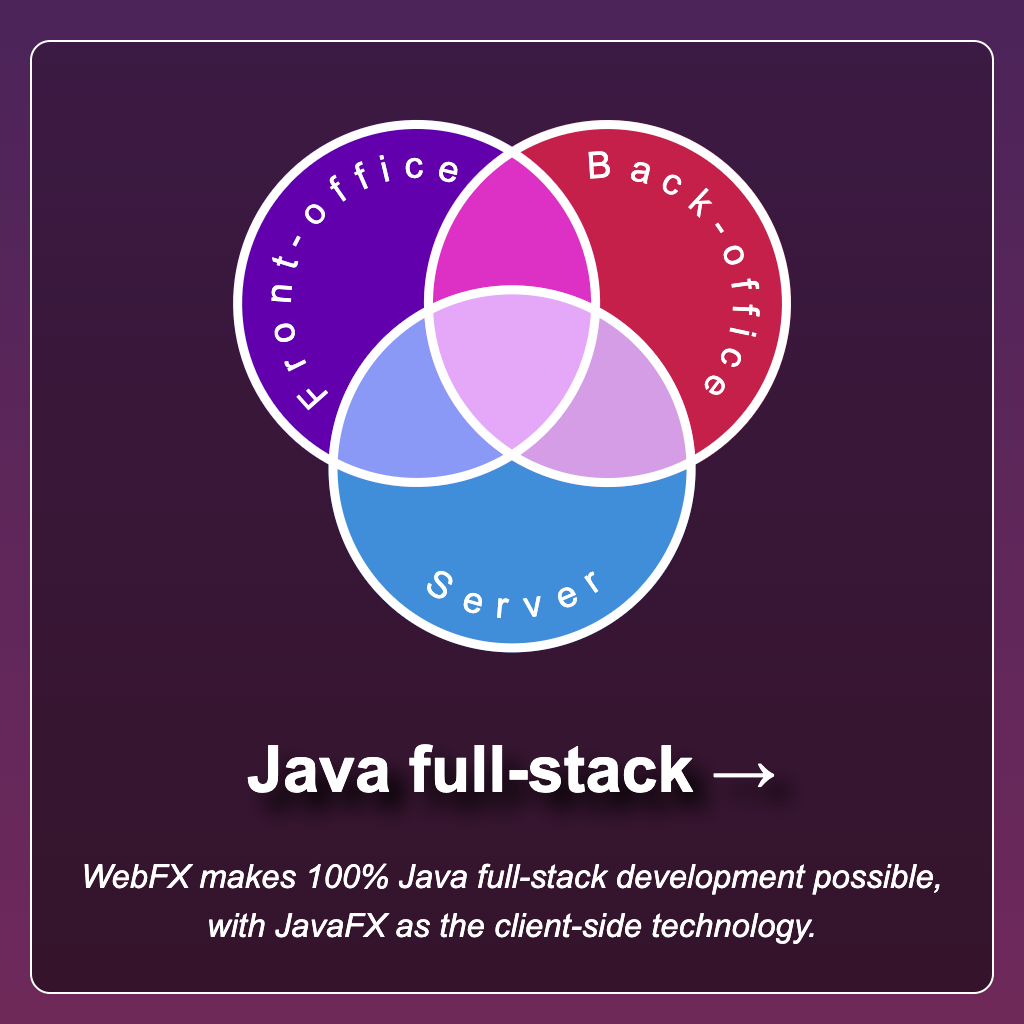 Front-office
Back-office
Server
Java full-stack →
WebFX makes 100% Java full-stack development possible,
with JavaFX as the client-side technology.